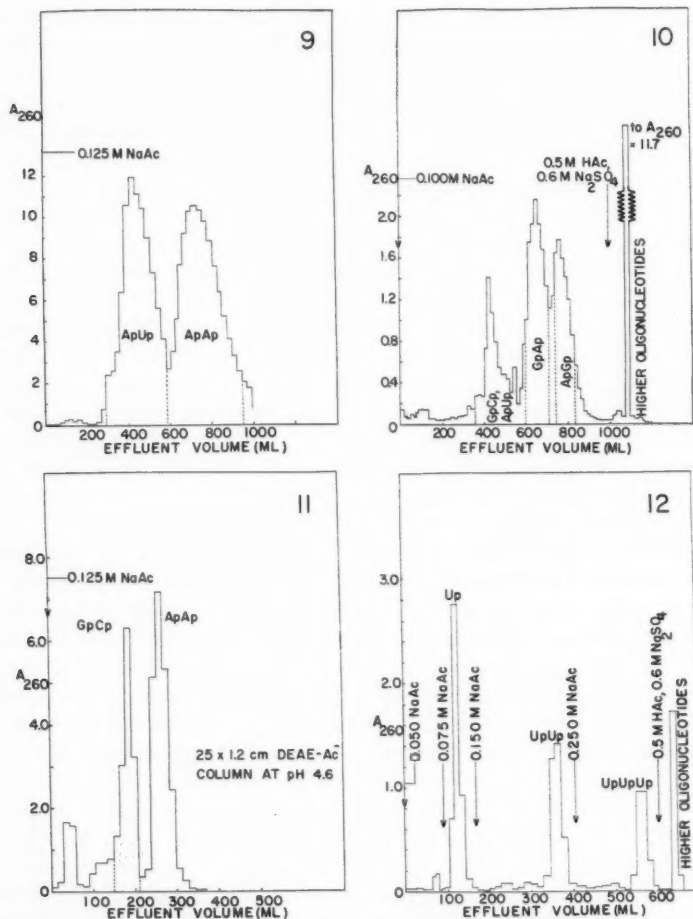 9
A260
0.125 M NaAc
12
10
8
6
4
2
0
ApUp
ApAp
200 400 600 800 1000
EFFLUENT VOLUME (ML)
10
A260
0.100M NaAc
0.5 M HAc,
0.6 M NaSO4
2
to A260
= 11.7
2.0
1.6
1.2
0.8
0.4
0
GpCp,
ApUp
GpAp
ApGp
HIGHER OLIGONUCLEOTIDES
200 400 600 800 1000
EFFLUENT VOLUME (ML)
11
8.0
0.125 M NaAc
6.0
A260
4.0
2.0
0
GpCp
ApAp
25 x 1.2 cm DEAE-Ac-
COLUMN AT pH 4.6
100 200 300 400 500
EFFLUENT VOLUME (ML)
12
3.0
2.0
A260
1.0
0
0.050 NaAc
0.075 M NaAc
Up
0.150 M NaAc
UpUp
0.250 M NaAc
UpUpUp
0.5 M HAc, 0.6 M NaSO4
2
HIGHER OLIGONUCLEOTIDES
100 200 300 400 500 600
EFFLUENT VOLUME (ML)